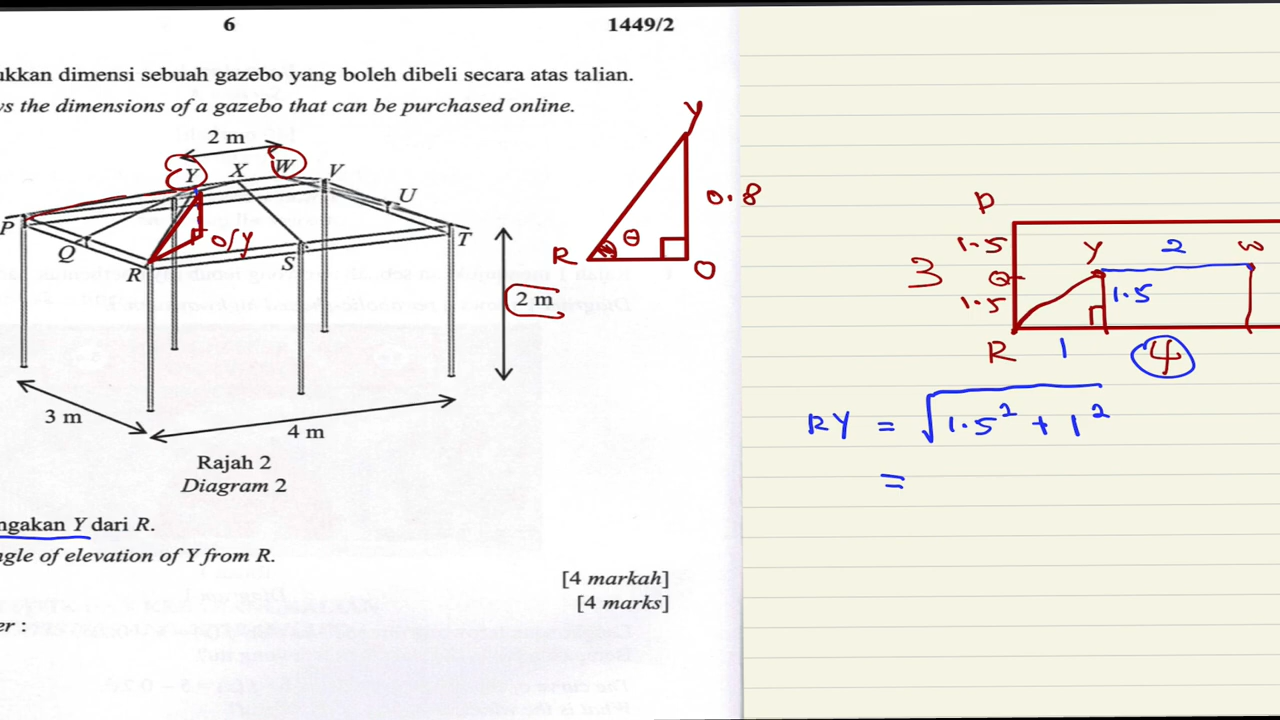 6
1449/2
ukkan dimensi sebuah gazebo yang boleh dibeli secara atas talian.
ws the dimensions of a gazebo that can be purchased online.
2 m
Y X W V
U
P
Q
R
S
T
O/Y
2 m
3 m
4 m
Rajah 2
Diagram 2
ngakan Y dari R.
ngle of elevation of Y from R.
[4 markah]
[4 marks]
er :
Y
0.8
R θ O
P
1.5
Y 2 W
3 Q
1.5 1.5
R 1 4
RY = √1.5² + 1²
=